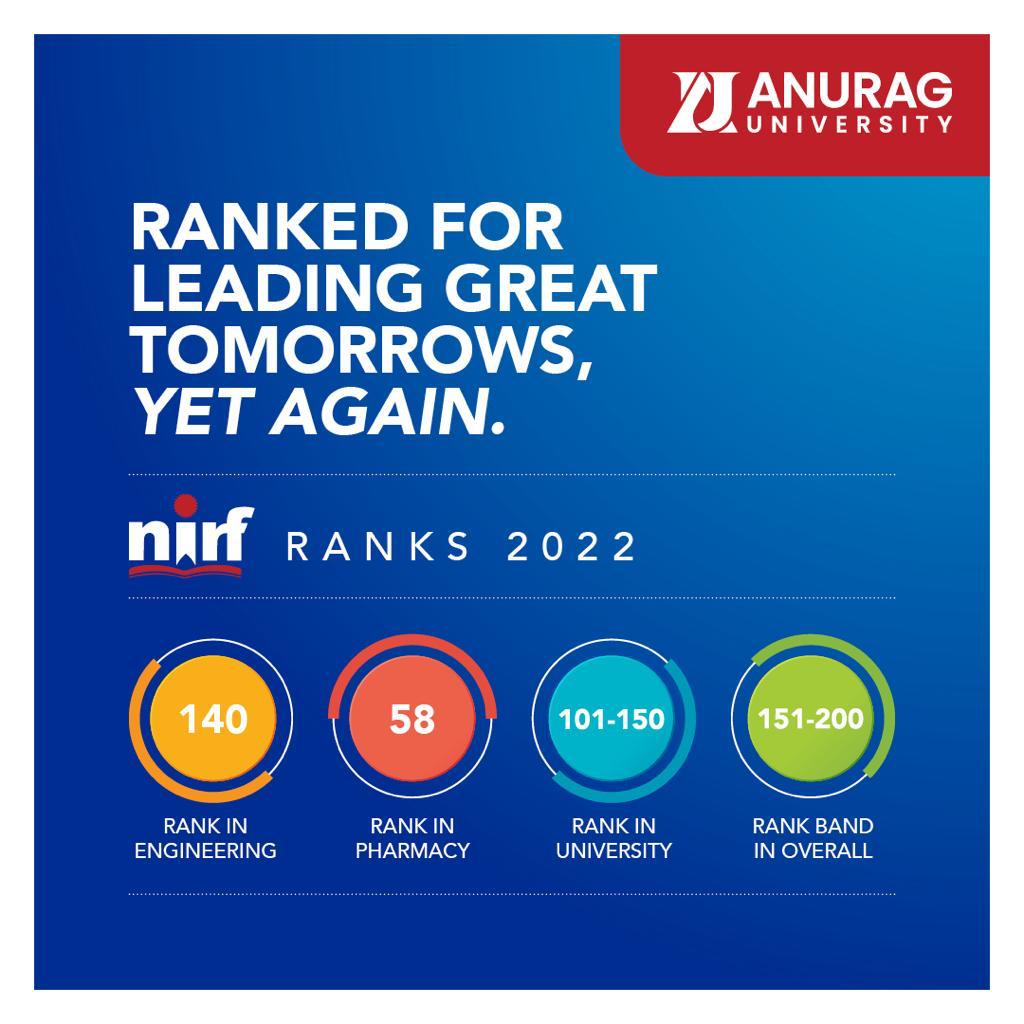 ANURAG
UNIVERSITY
RANKED FOR
LEADING GREAT
TOMORROWS,
YET AGAIN.
nirf RANKS 2022
140
RANK IN
ENGINEERING
58
RANK IN
PHARMACY
101-150
RANK IN
UNIVERSITY
151-200
RANK BAND
IN OVERALL